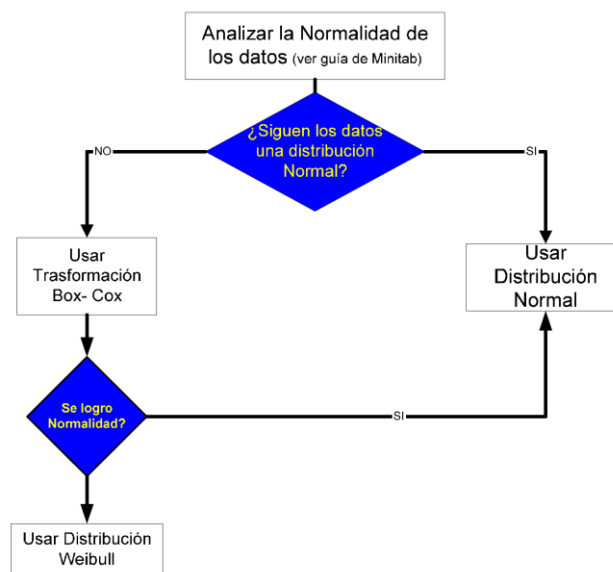 Analizar la Normalidad de
los datos (ver guía de Minitab)
¿Siguen los datos
una distribución
Normal?
NO
SI
Usar
Trasformación
Box- Cox
Usar
Distribución
Normal
Se logro
Normalidad?
SI
Usar Distribución
Weibull